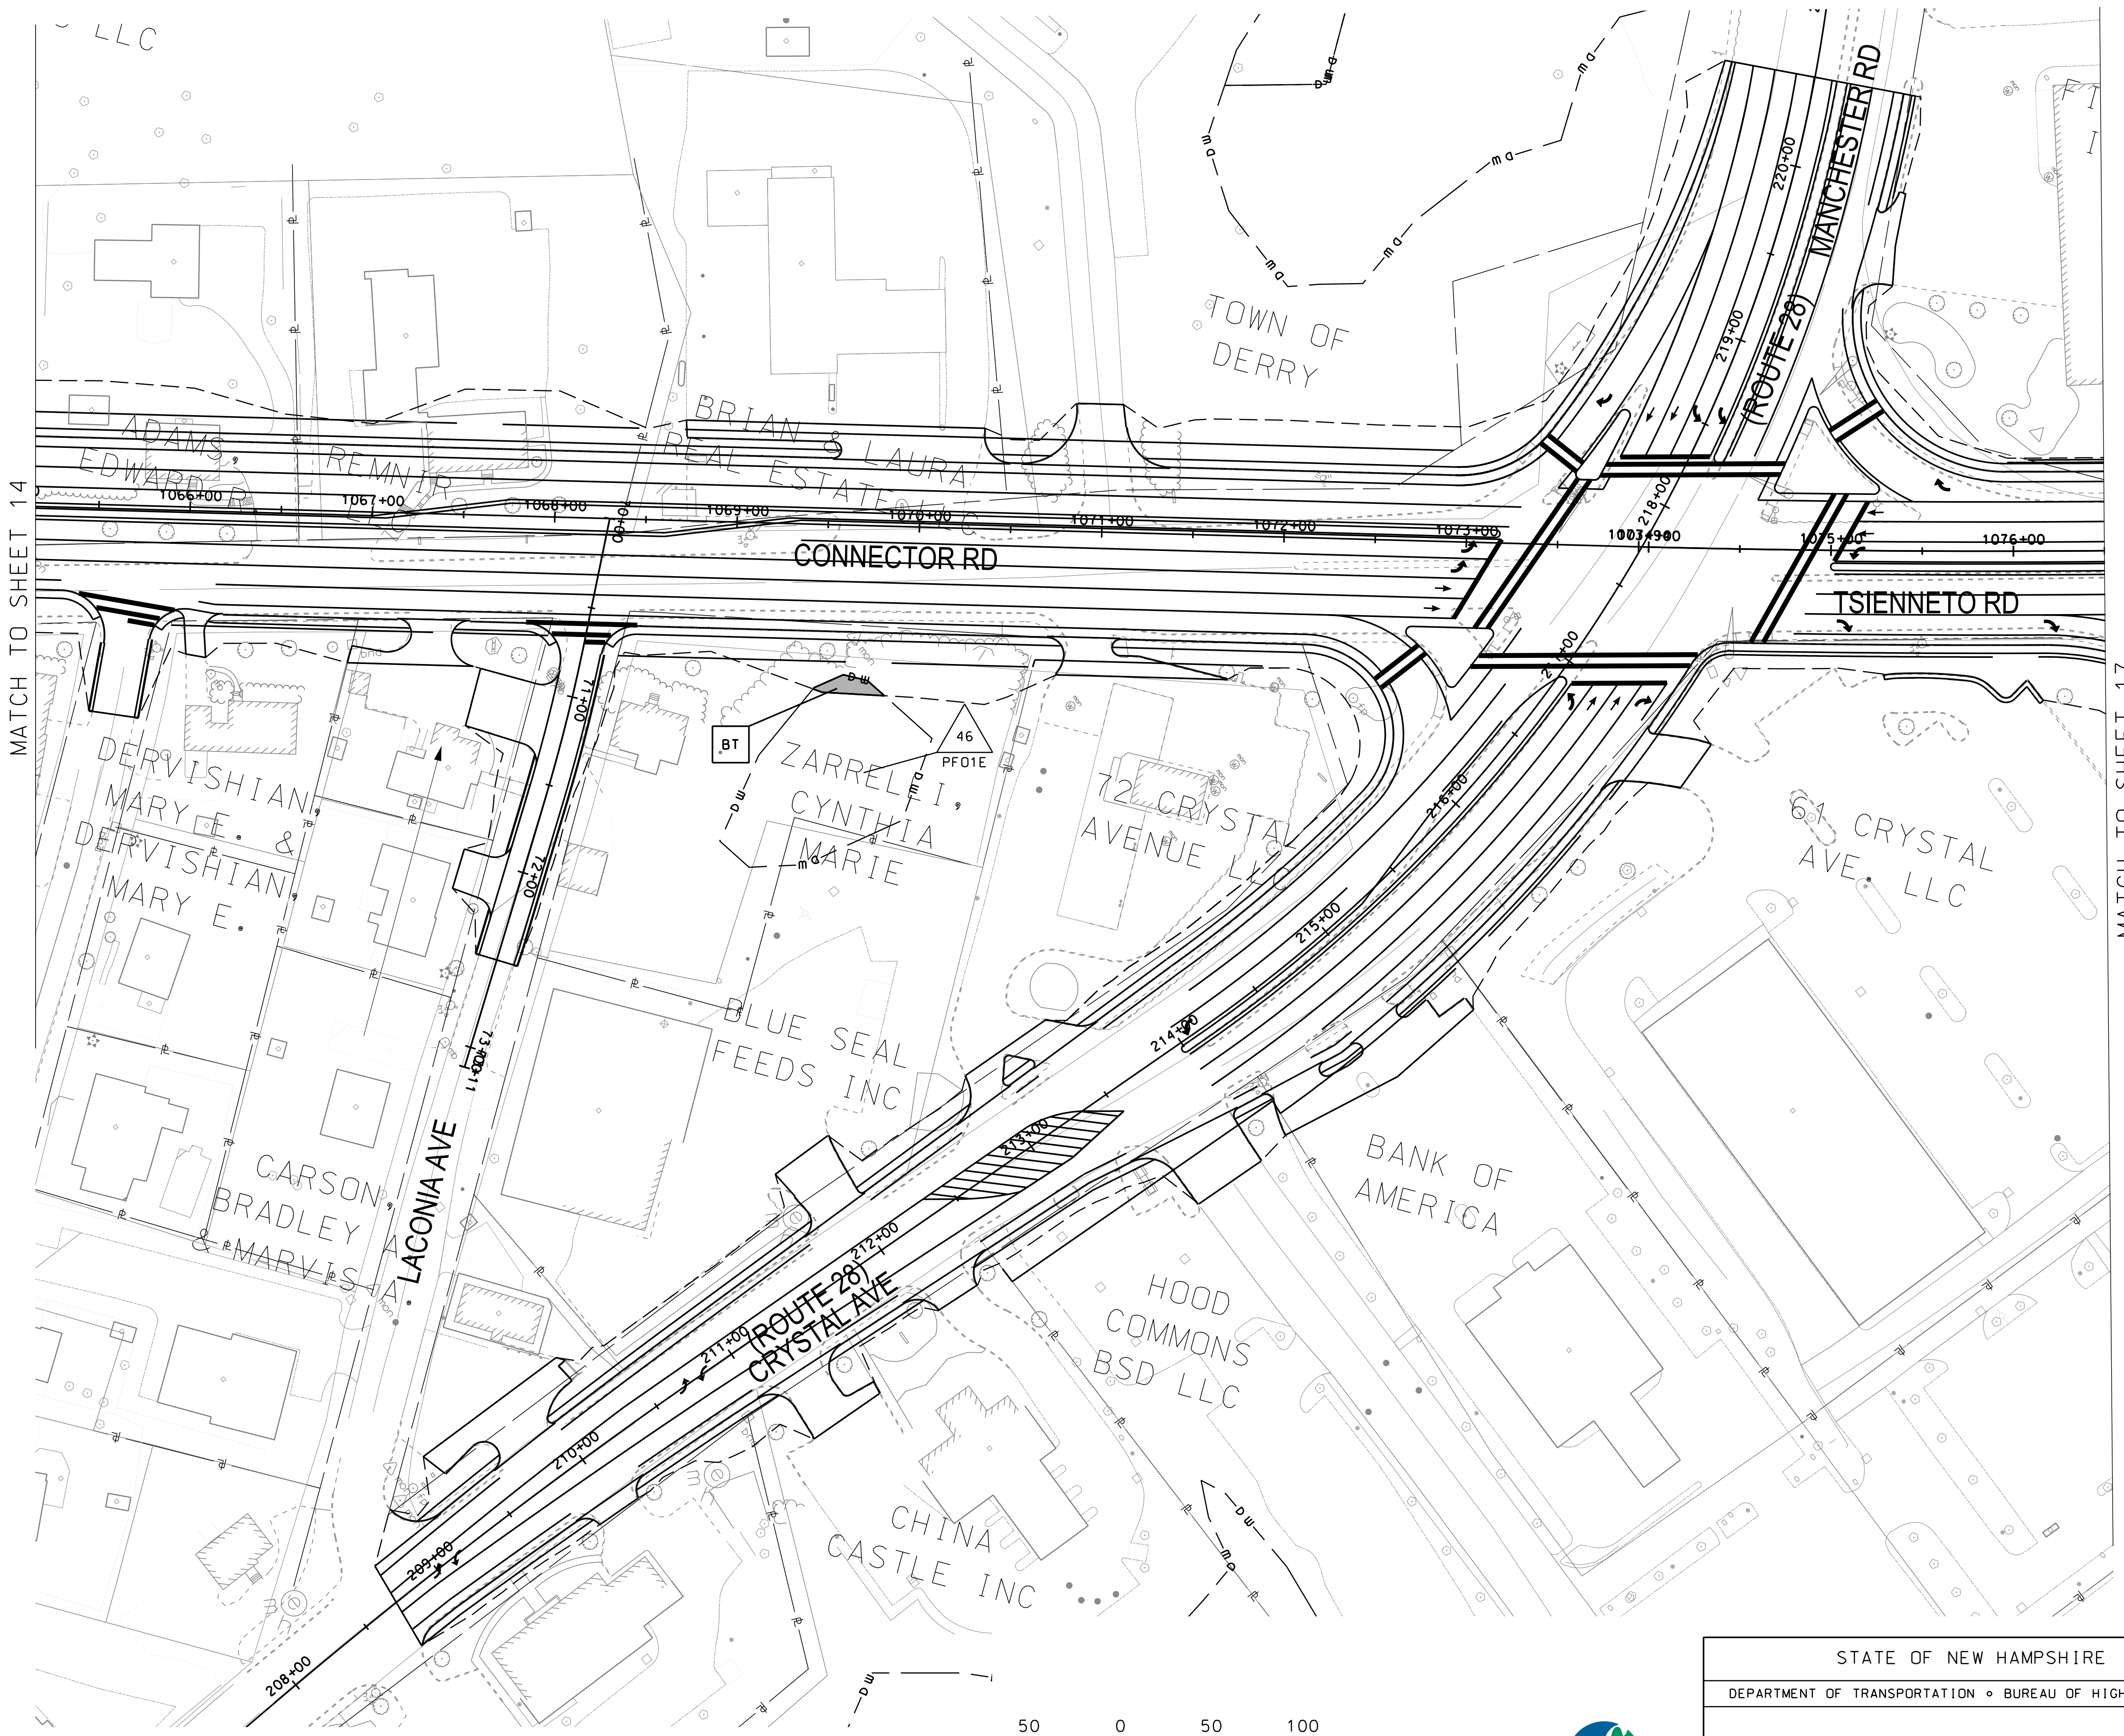 LLC
MANCHESTER RD
(ROUTE 28)
220+00
219+00
218+00
TOWN OF
DERRY
MATCH TO SHEET 14
ADAMS,
EDWARD R
REMNIR
LLC
BRIAN & LAURA
REAL ESTATE LLC
1066+00
1067+00
1068+00
1069+00
1070+00
1071+00
1072+00
1073+00
1075+00
1076+00
CONNECTOR RD
TSIENNETO RD
MATCH TO SHEET 17
71+00
72+00
BT
46
PF01E
DERVISHIAN,
MARY E. &
DERVISHIAN,
MARY E.
ZARRELLI,
CYNTHIA
MARIE
72 CRYSTAL
AVENUE LLC
61 CRYSTAL
AVE. LLC
216+00
215+00
214+00
213+00
212+00
211+00
210+00
209+00
208+00
BLUE SEAL
FEEDS INC
CARSON,
BRADLEY A.
& MARVIS A.
LACONIA AVE
(ROUTE 28)
CRYSTAL AVE
BANK OF
AMERICA
HOOD
COMMONS
BSD LLC
CHINA
CASTLE INC
50 0 50 100
STATE OF NEW HAMPSHIRE
DEPARTMENT OF TRANSPORTATION ∘ BUREAU OF HIGH